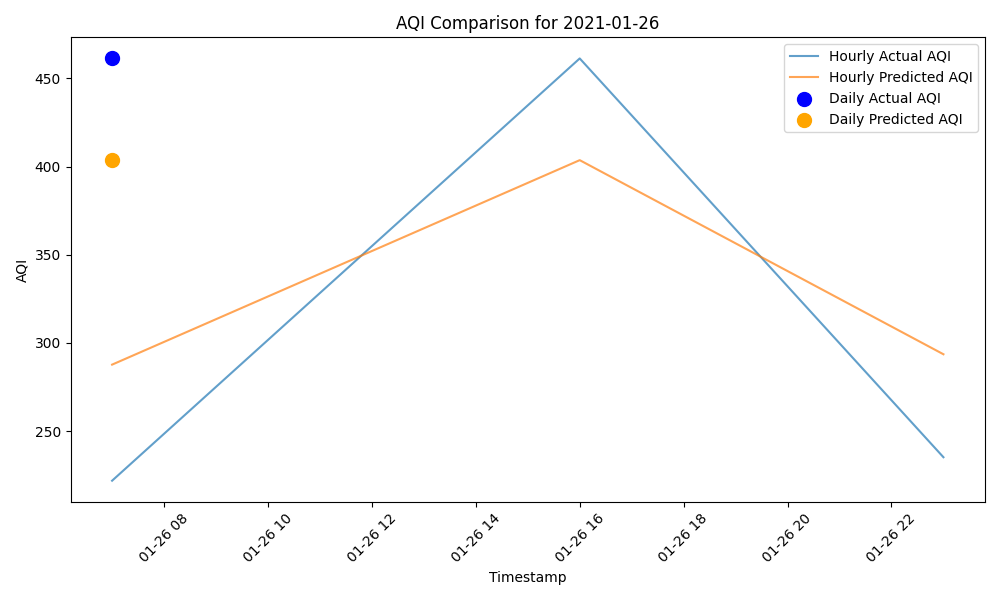 AQI Comparison for 2021-01-26
Hourly Actual AQI
Hourly Predicted AQI
Daily Actual AQI
Daily Predicted AQI
AQI
450
400
350
300
250
01-26 08
01-26 10
01-26 12
01-26 14
01-26 16
01-26 18
01-26 20
01-26 22
Timestamp